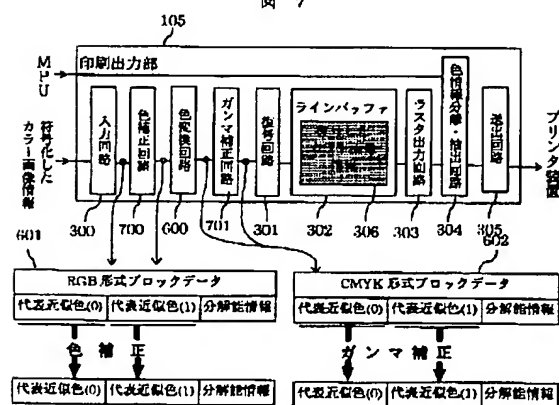 図 7
105
MPU
印刷出力部
符号化した
カラー画像情報
入力回路
色補正回路
色変換回路
ガンマ補正回路
復号回路
ラインバッファ
ラスタ出力回路
色情報分離・抽出回路
送出回路
プリンタ装置
300
700
600
701
301
302
306
303
304
305
601
602
RGB形式ブロックデータ
代表近似色(0) 代表近似色(1) 分解能情報
色補正
代表近似色(0) 代表近似色(1) 分解能情報
CMYK形式ブロックデータ
代表近似色(0) 代表近似色(1) 分解能情報
ガンマ補正
代表近似色(0) 代表近似色(1) 分解能情報